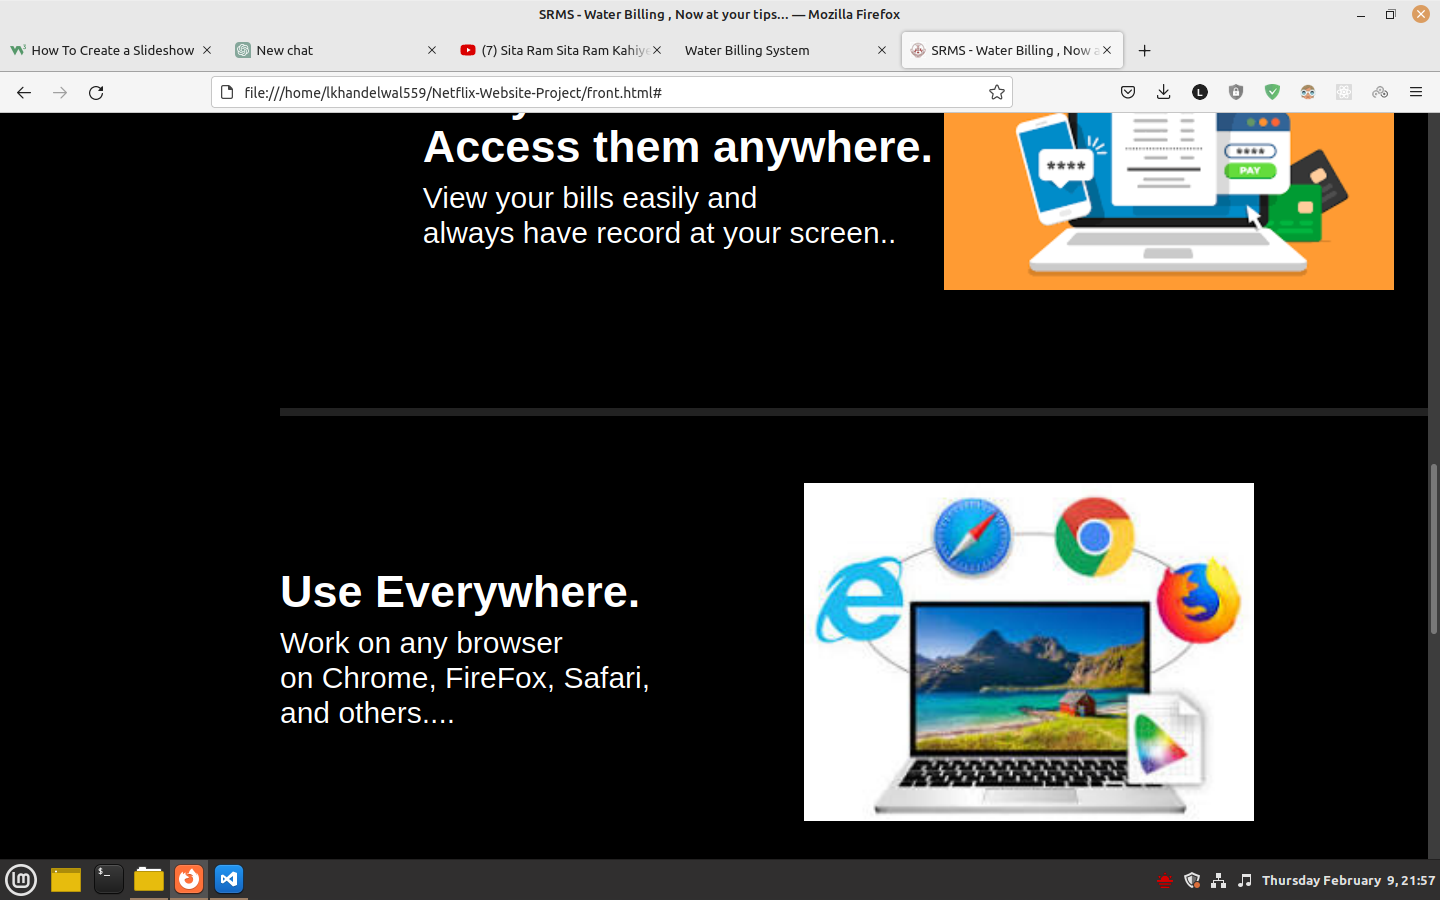 SRMS - Water Billing , Now at your tips... — Mozilla Firefox
How To Create a Slideshow
New chat
(7) Sita Ram Sita Ram Kahiye
Water Billing System
SRMS - Water Billing , Now a
file:///home/lkhandelwal559/Netflix-Website-Project/front.html#
L
Access them anywhere.
View your bills easily and
always have record at your screen..
****
****
PAY
Use Everywhere.
Work on any browser
on Chrome, FireFox, Safari,
and others....
Thursday February 9, 21:57